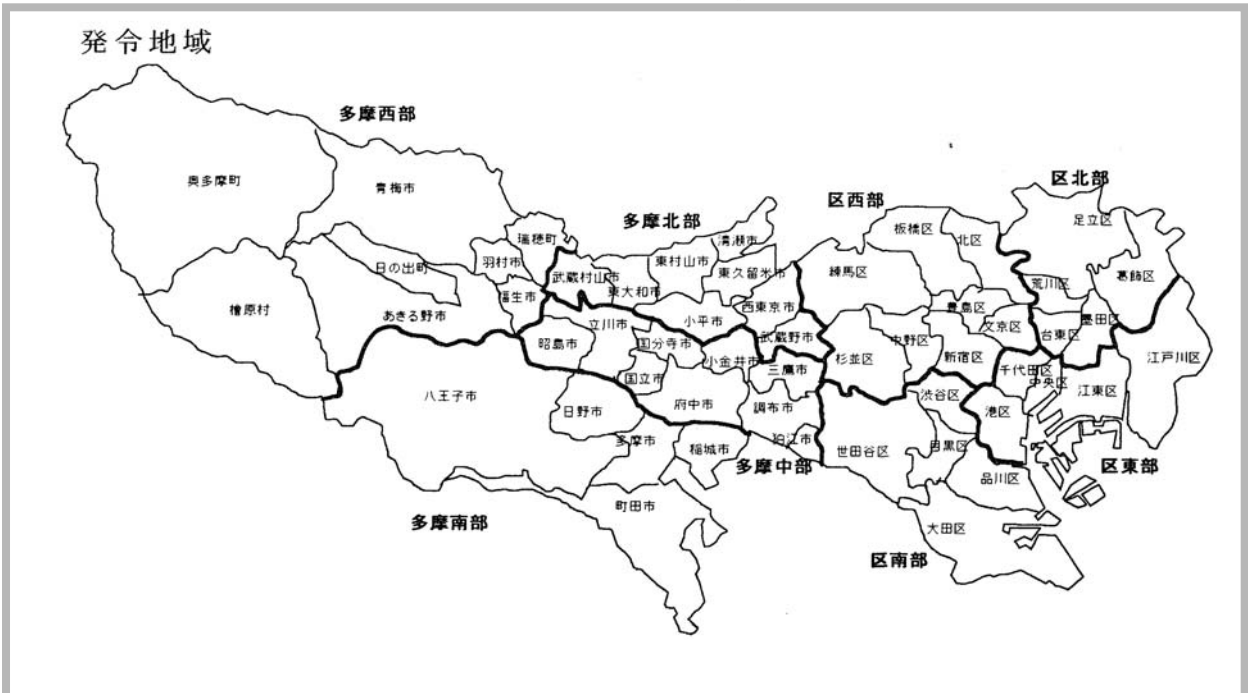 発令地域
多摩西部
奥多摩町
青梅市
瑞穂町
羽村市
日の出町
福生市
檜原村
あきる野市
多摩北部
清瀬市
東村山市
東久留米市
武蔵村山市
東大和市
西東京市
小平市
武蔵野市
区西部
板橋区
北区
練馬区
豊島区
文京区
中野区
杉並区
新宿区
区北部
足立区
葛飾区
荒川区
墨田区
台東区
立川市
昭島市
国分寺市
小金井市
三鷹市
国立市
府中市
調布市
狛江市
多摩中部
八王子市
日野市
多摩市
稲城市
町田市
多摩南部
千代田区
中央区
港区
江東区
江戸川区
区東部
渋谷区
世田谷区
目黒区
品川区
大田区
区南部